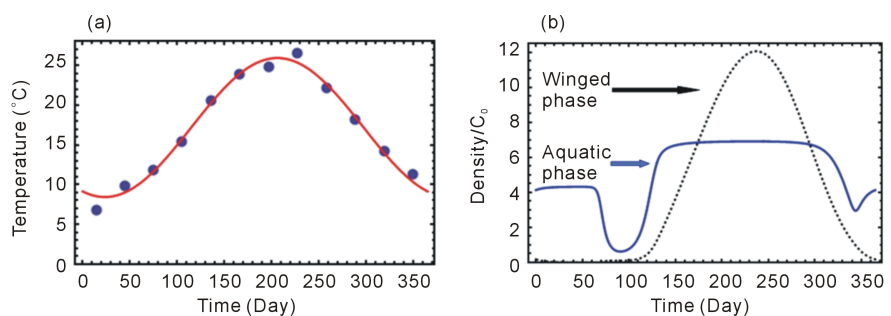 (a)
25
20
15
10
5
0
Temperature (°C)
0 50 100 150 200 250 300 350
Time (Day)
(b)
12
10
8
6
4
2
0
Density/C₀
Winged
phase
Aquatic
phase
0 50 100 150 200 250 300 350
Time (Day)